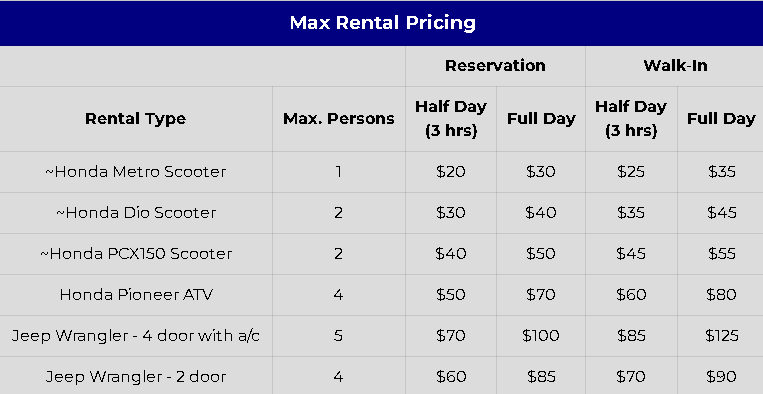 Max Rental Pricing
Reservation Walk-In
Rental Type Max. Persons Half Day (3 hrs) Full Day Half Day (3 hrs) Full Day
~Honda Metro Scooter 1 $20 $30 $25 $35
~Honda Dio Scooter 2 $30 $40 $35 $45
~Honda PCX150 Scooter 2 $40 $50 $45 $55
Honda Pioneer ATV 4 $50 $70 $60 $80
Jeep Wrangler - 4 door with a/c 5 $70 $100 $85 $125
Jeep Wrangler - 2 door 4 $60 $85 $70 $90